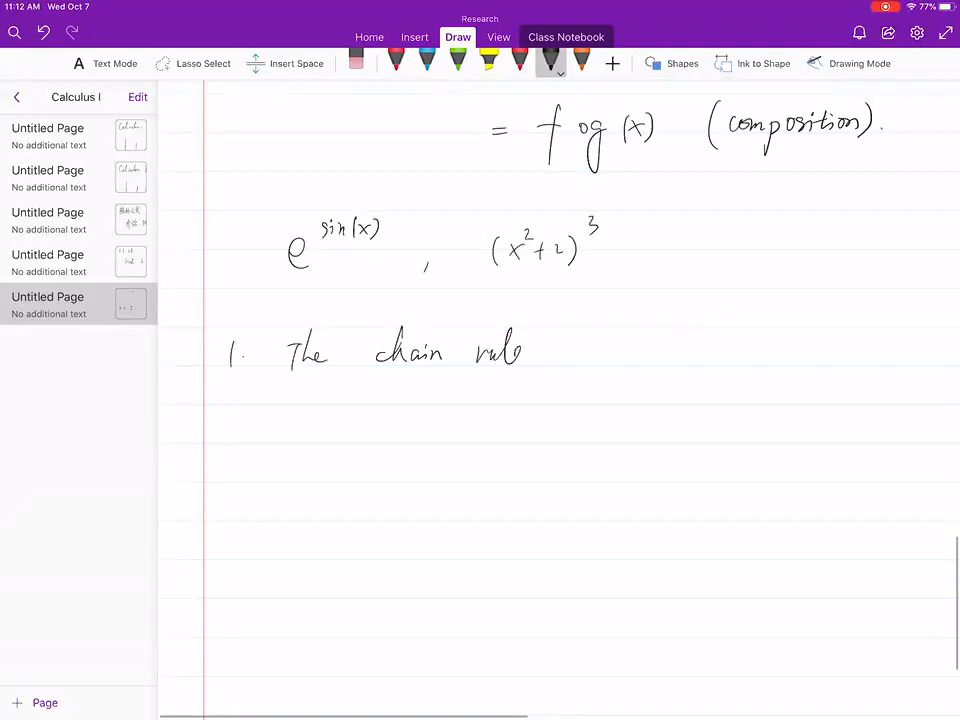 11:12 AM Wed Oct 7
77%
Research
Home Insert Draw View Class Notebook
A Text Mode Lasso Select Insert Space Shapes Ink to Shape Drawing Mode
Calculus I Edit
Untitled Page
No additional text
Untitled Page
No additional text
Untitled Page
No additional text
Untitled Page
No additional text
Untitled Page
No additional text
Page
= f o g (x) (composition).
e^sin(x) , (x^2+2)^3
1. The chain rule